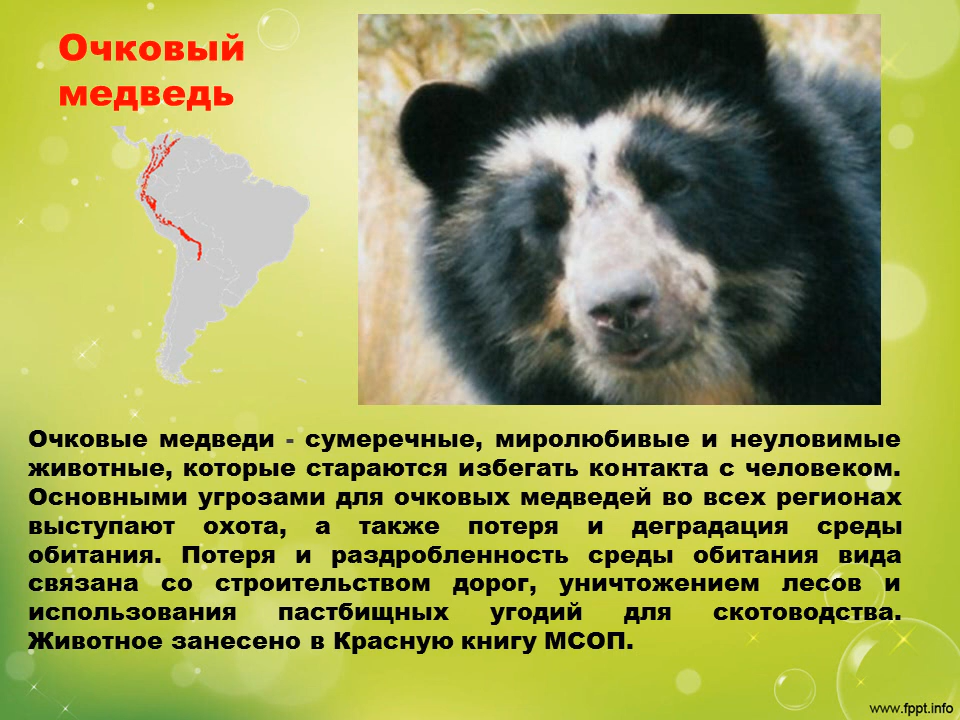 Очковый
медведь
Очковые медведи - сумеречные, миролюбивые и неуловимые
животные, которые стараются избегать контакта с человеком.
Основными угрозами для очковых медведей во всех регионах
выступают охота, а также потеря и деградация среды
обитания. Потеря и раздробленность среды обитания вида
связана со строительством дорог, уничтожением лесов и
использования пастбищных угодий для скотоводства.
Животное занесено в Красную книгу МСОП.
www.fppt.info